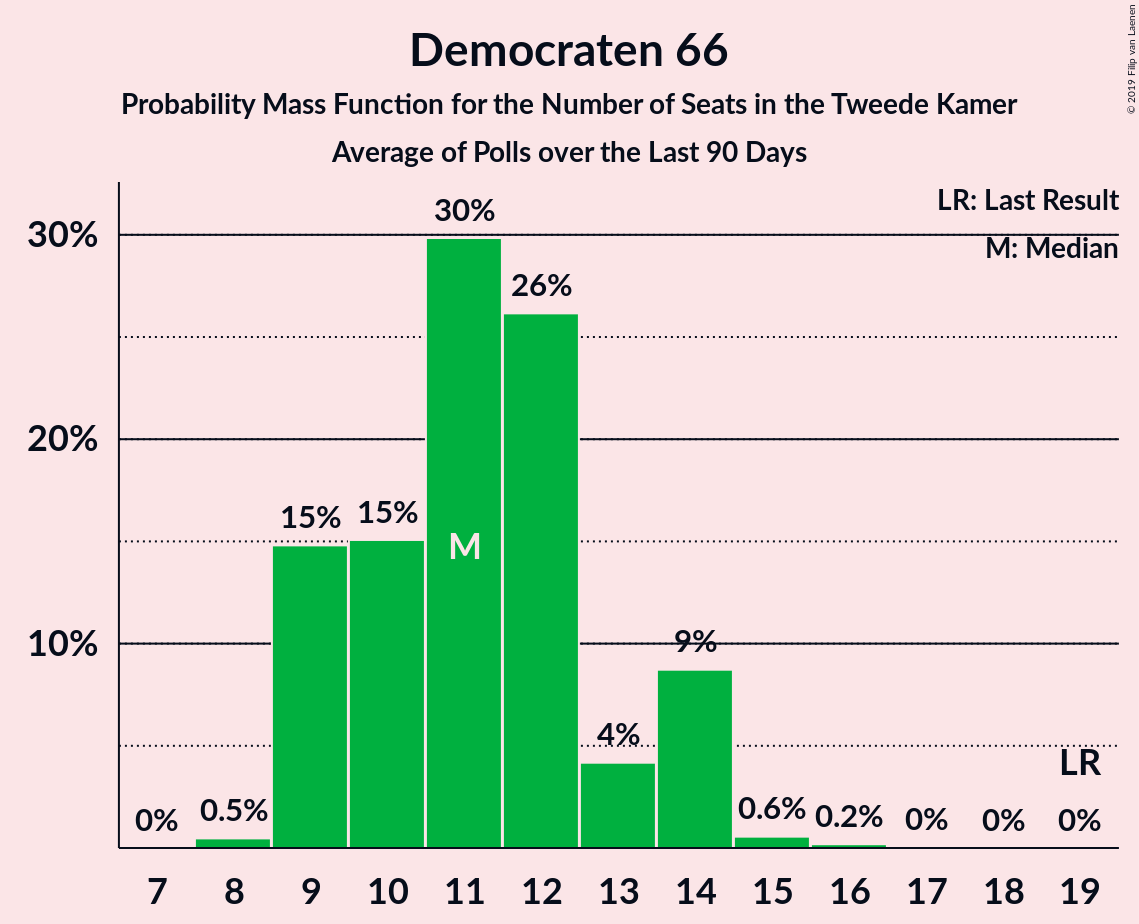 © 2019 Filip van Laenen
Democraten 66
Probability Mass Function for the Number of Seats in the Tweede Kamer
Average of Polls over the Last 90 Days
LR: Last Result
M: Median
30%
20%
10%
0%
0.5%
15%
15%
30%
26%
4%
9%
0.6%
0.2%
0%
0%
0%
M
LR
7 8 9 10 11 12 13 14 15 16 17 18 19